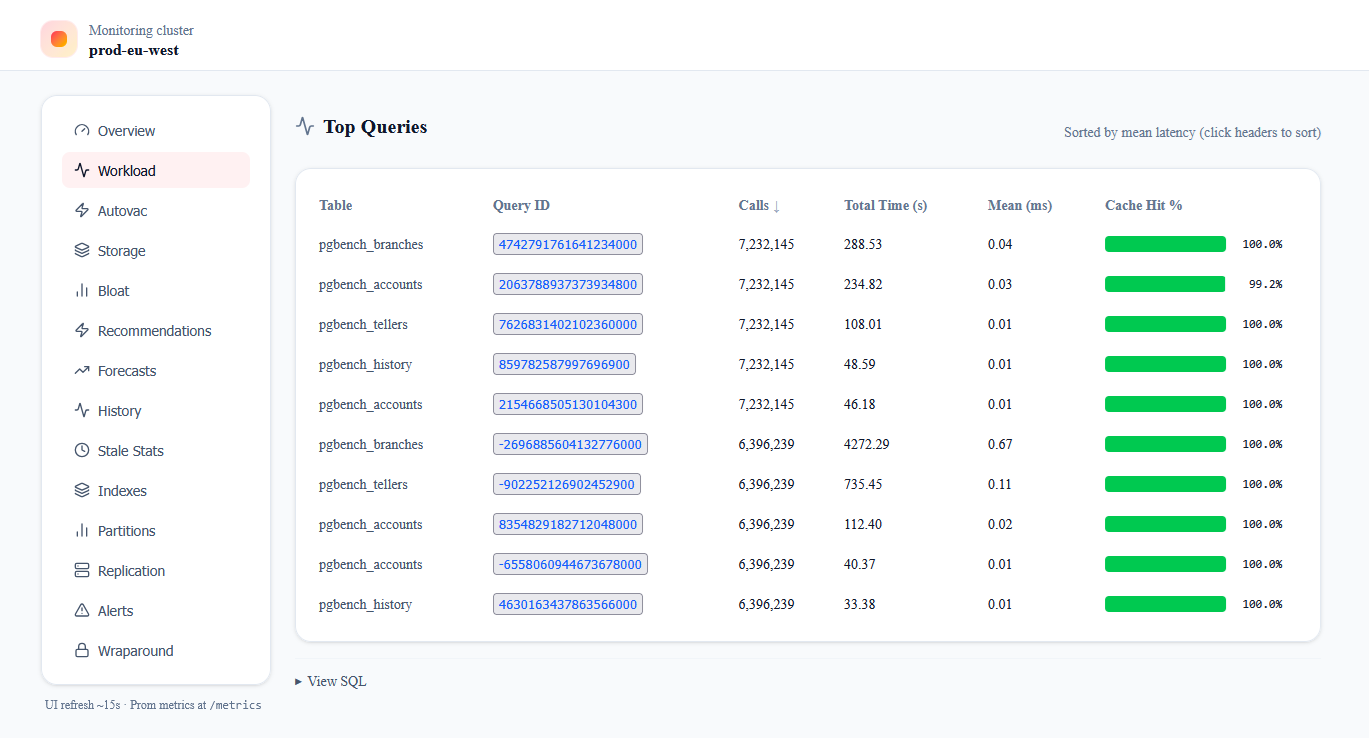 Monitoring cluster
prod-eu-west
Overview
Workload
Autovac
Storage
Bloat
Recommendations
Forecasts
History
Stale Stats
Indexes
Partitions
Replication
Alerts
Wraparound
UI refresh ~15s · Prom metrics at /metrics
Top Queries
Sorted by mean latency (click headers to sort)
Table Query ID Calls ↓ Total Time (s) Mean (ms) Cache Hit %
pgbench_branches 4742791761641234000 7,232,145 288.53 0.04 100.0%
pgbench_accounts 2063788937373934800 7,232,145 234.82 0.03 99.2%
pgbench_tellers 7626831402102360000 7,232,145 108.01 0.01 100.0%
pgbench_history 859782587997696900 7,232,145 48.59 0.01 100.0%
pgbench_accounts 2154668505130104300 7,232,145 46.18 0.01 100.0%
pgbench_branches -2696885604132776000 6,396,239 4272.29 0.67 100.0%
pgbench_tellers -902252126902452900 6,396,239 735.45 0.11 100.0%
pgbench_accounts 8354829182712048000 6,396,239 112.40 0.02 100.0%
pgbench_accounts -6558060944673678000 6,396,239 40.37 0.01 100.0%
pgbench_history 4630163437863566000 6,396,239 33.38 0.01 100.0%
▸ View SQL